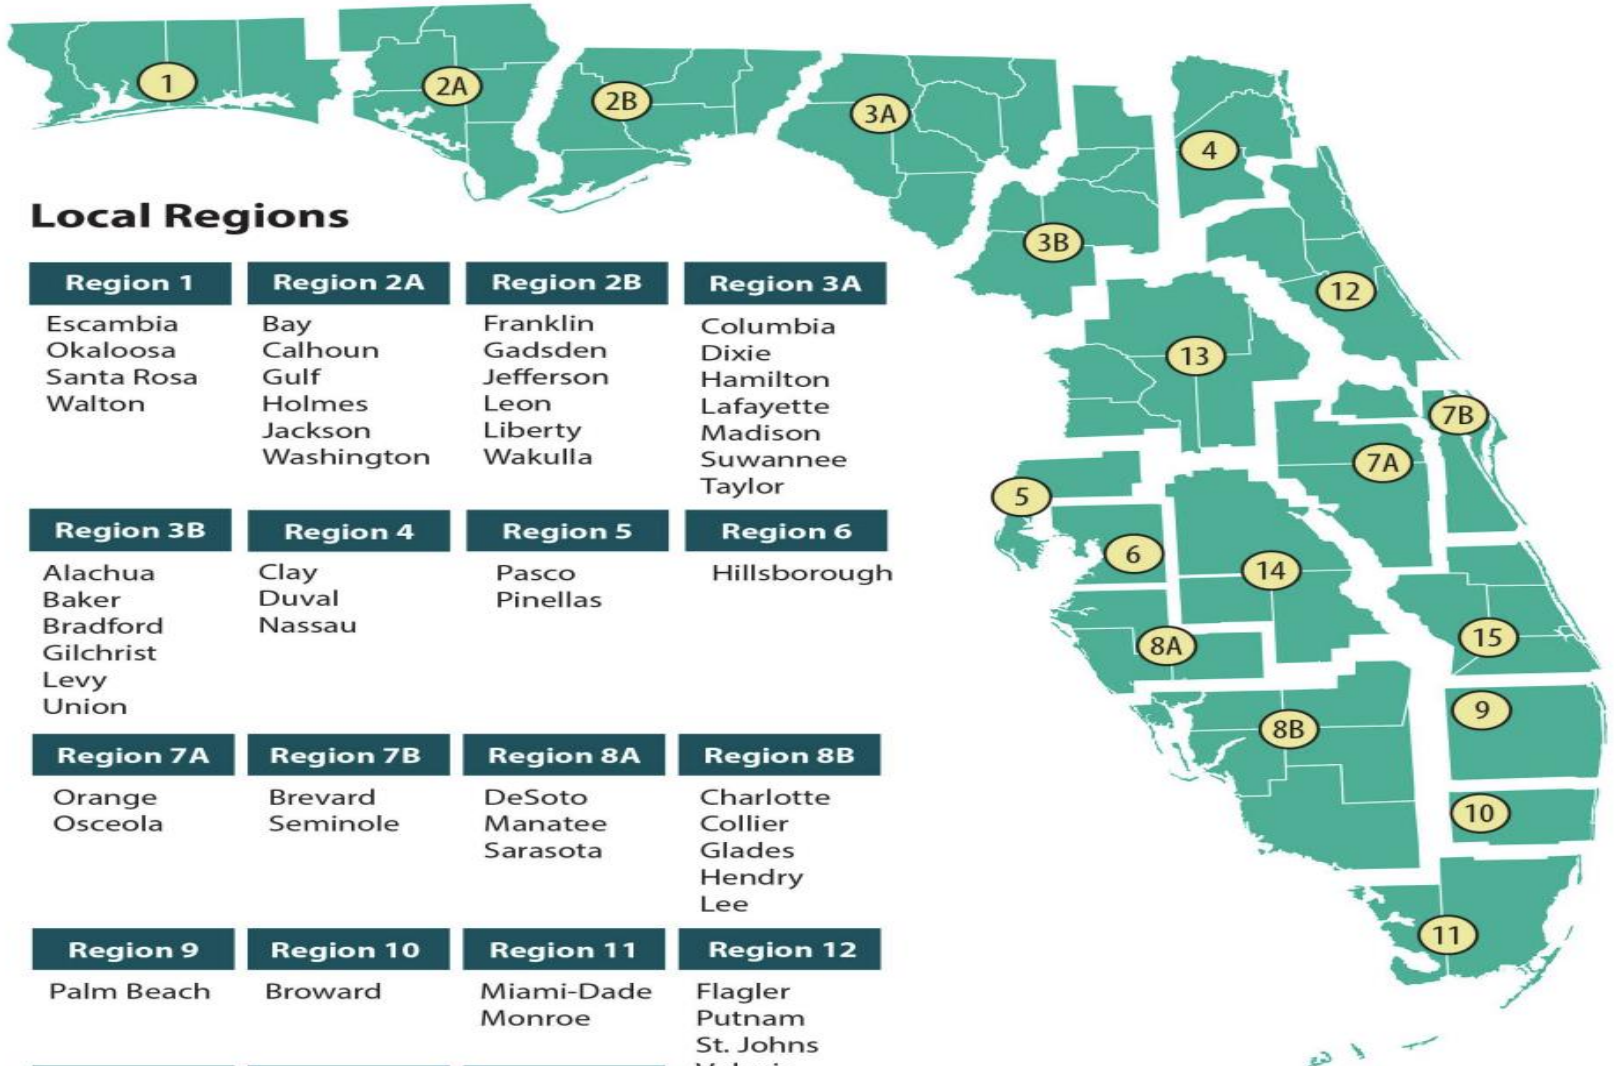 1
2A
2B
3A
4
3B
12
13
7B
7A
5
6
14
8A
15
9
8B
10
11
Local Regions
Region 1
Escambia
Okaloosa
Santa Rosa
Walton
Region 2A
Bay
Calhoun
Gulf
Holmes
Jackson
Washington
Region 2B
Franklin
Gadsden
Jefferson
Leon
Liberty
Wakulla
Region 3A
Columbia
Dixie
Hamilton
Lafayette
Madison
Suwannee
Taylor
Region 3B
Alachua
Baker
Bradford
Gilchrist
Levy
Union
Region 4
Clay
Duval
Nassau
Region 5
Pasco
Pinellas
Region 6
Hillsborough
Region 7A
Orange
Osceola
Region 7B
Brevard
Seminole
Region 8A
DeSoto
Manatee
Sarasota
Region 8B
Charlotte
Collier
Glades
Hendry
Lee
Region 9
Palm Beach
Region 10
Broward
Region 11
Miami-Dade
Monroe
Region 12
Flagler
Putnam
St. Johns